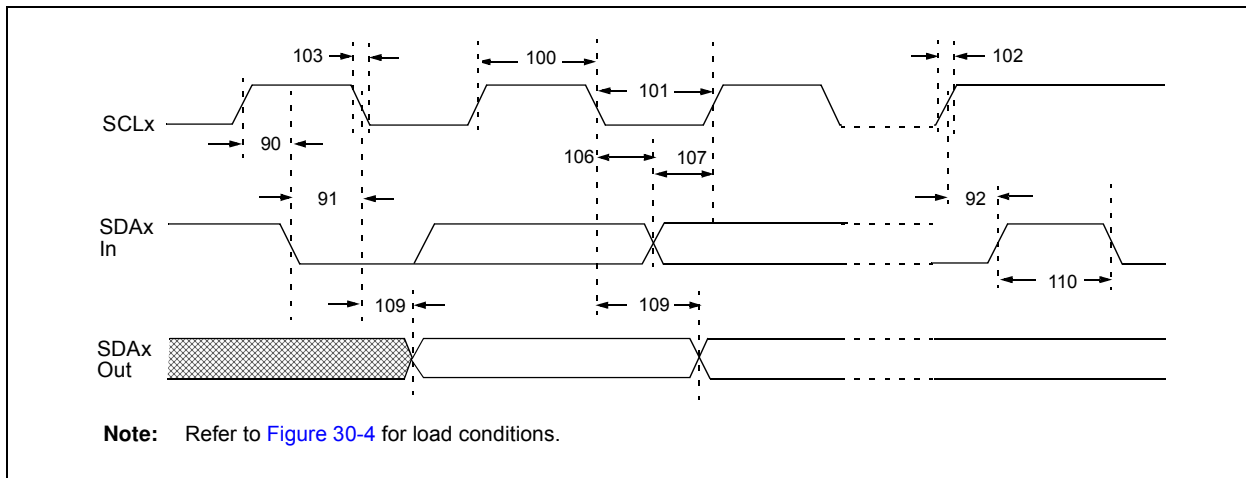 103
100
102
101
SCLx
90
106
107
91
92
SDAx
In
110
109
109
SDAx
Out
Note: Refer to Figure 30-4 for load conditions.